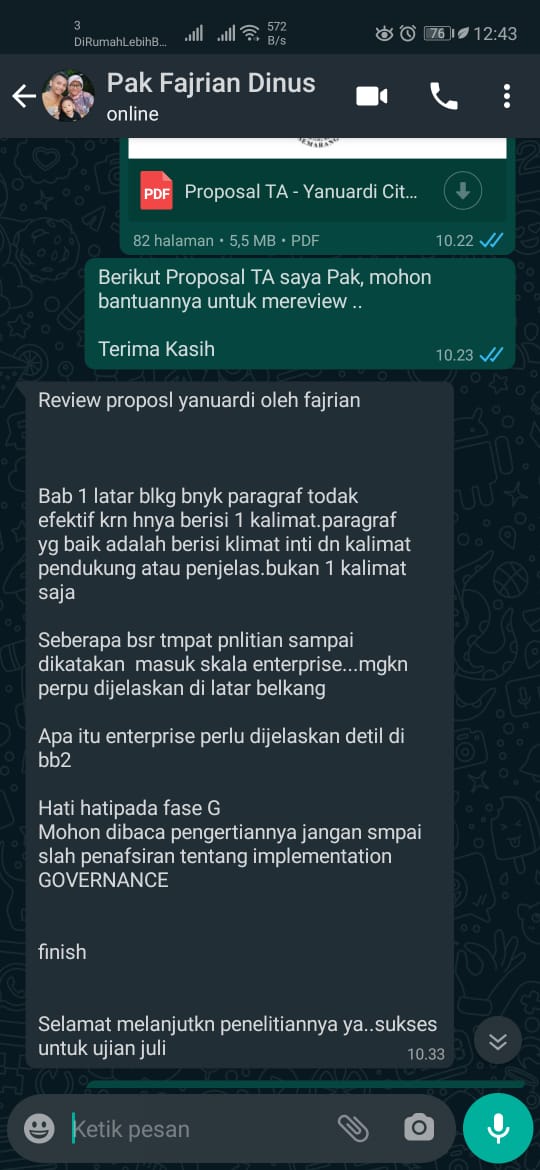 3
DiRumahLebihB...
572
B/s
76
12:43
Pak Fajrian Dinus
online
SEMARANG
PDF
Proposal TA - Yanuardi Cit...
82 halaman • 5,5 MB • PDF
10.22
Berikut Proposal TA saya Pak, mohon
bantuannya untuk mereview ..
Terima Kasih
10.23
Review proposl yanuardi oleh fajrian
Bab 1 latar blkg bnyk paragraf todak
efektif krn hnya berisi 1 kalimat.paragraf
yg baik adalah berisi klimat inti dn kalimat
pendukung atau penjelas.bukan 1 kalimat
saja
Seberapa bsr tmpat pnlitian sampai
dikatakan  masuk skala enterprise...mgkn
perpu dijelaskan di latar belkang
Apa itu enterprise perlu dijelaskan detil di
bb2
Hati hatipada fase G
Mohon dibaca pengertiannya jangan smpai
slah penafsiran tentang implementation
GOVERNANCE
finish
Selamat melanjutkn penelitiannya ya..sukses
untuk ujian juli
10.33
Ketik pesan